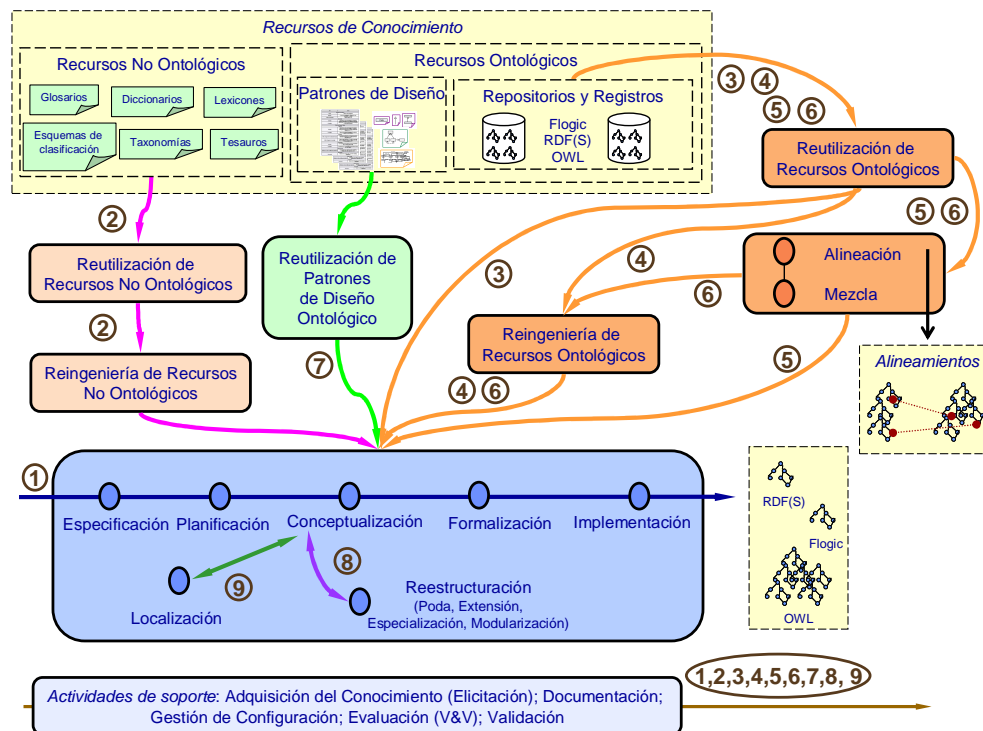 Recursos de Conocimiento
Recursos No Ontológicos
Glosarios
Diccionarios
Lexicones
Esquemas de
clasificación
Taxonomías
Tesauros
Recursos Ontológicos
Patrones de Diseño
Repositorios y Registros
Flogic
RDF(S)
OWL
3 4
5 6
Reutilización de
Recursos Ontológicos
2
Reutilización de
Recursos No Ontológicos
2
Reingeniería de Recursos
No Ontológicos
Reutilización de
Patrones
de Diseño
Ontológico
7
3
4
5 6
Alineación
Mezcla
6
Reingeniería de
Recursos Ontológicos
4 6
5
Alineamientos
1
Especificación
Planificación
Conceptualización
Formalización
Implementación
9
8
Localización
Reestructuración
(Poda, Extensión,
Especialización, Modularización)
RDF(S)
Flogic
OWL
1,2,3,4,5,6,7,8, 9
Actividades de soporte: Adquisición del Conocimiento (Elicitación); Documentación;
Gestión de Configuración; Evaluación (V&V); Validación